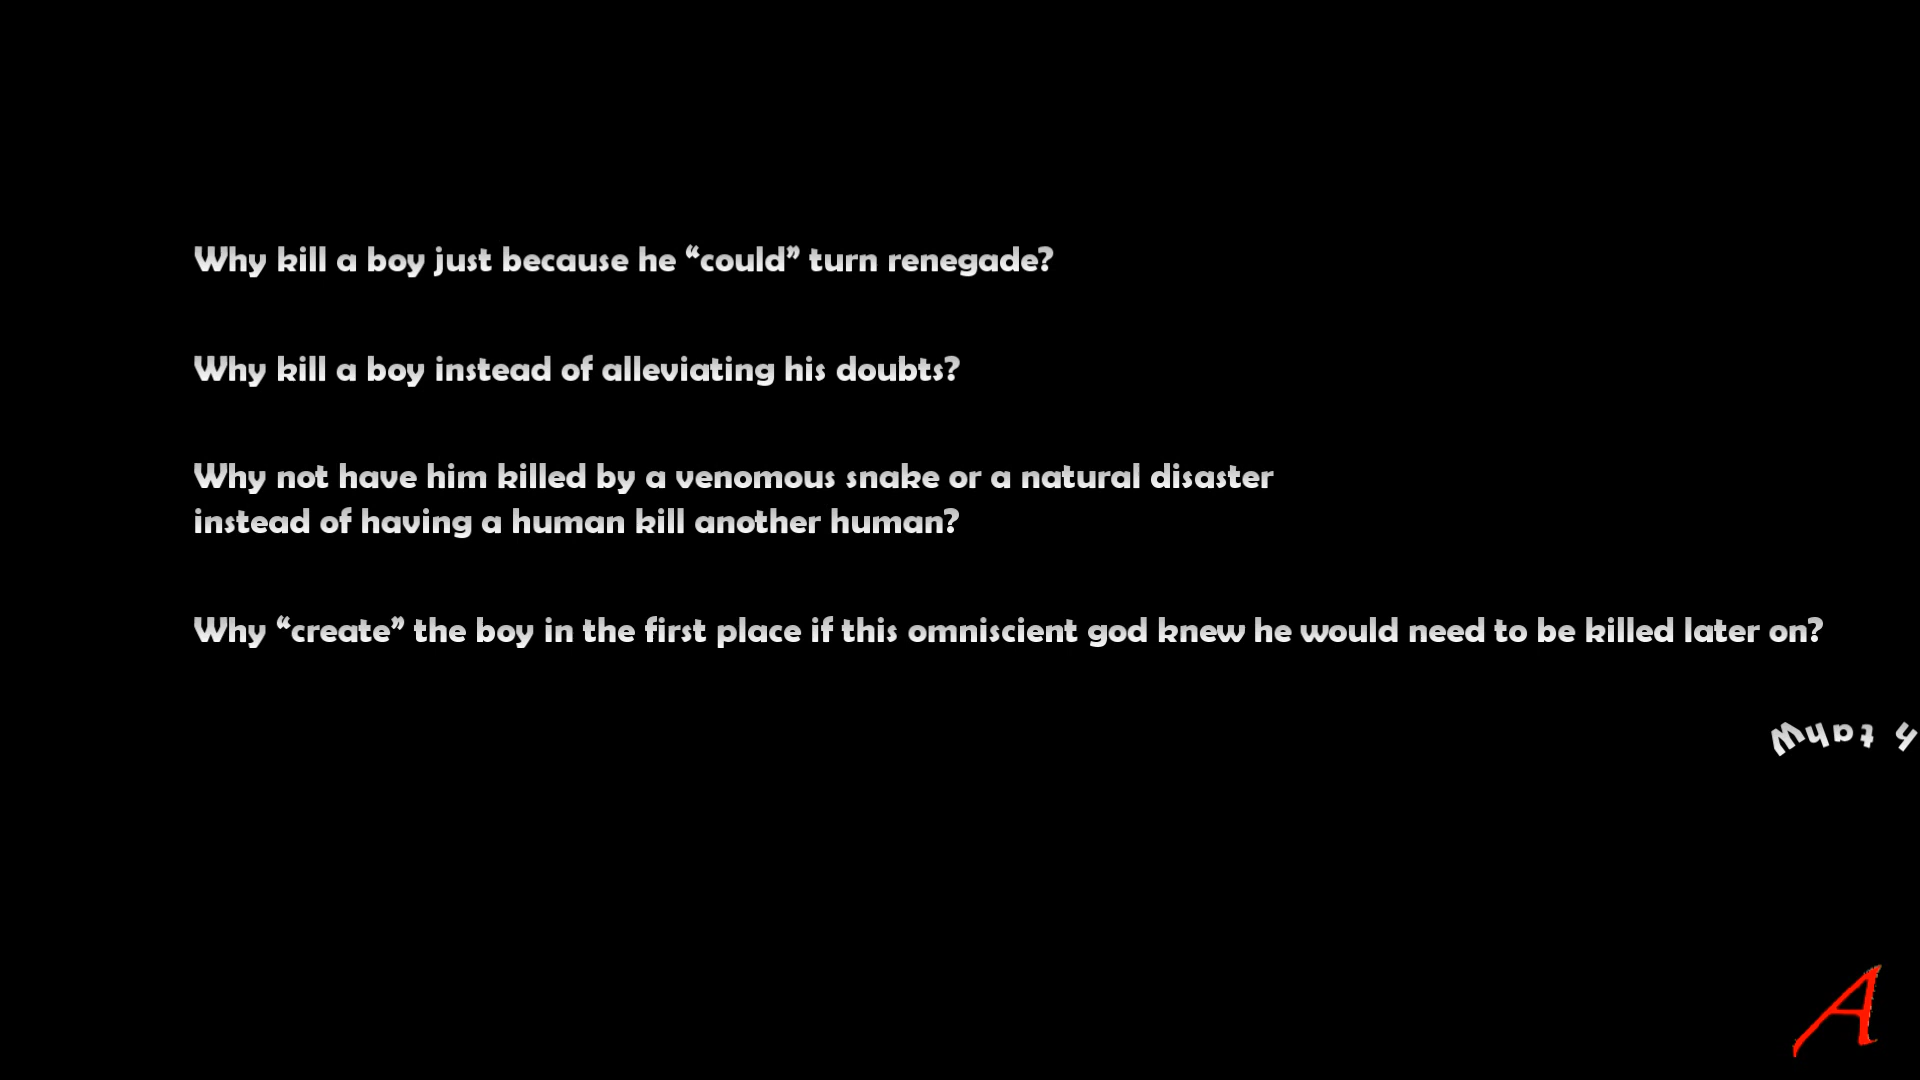 Why kill a boy just because he “could” turn renegade?
Why kill a boy instead of alleviating his doubts?
Why not have him killed by a venomous snake or a natural disaster
instead of having a human kill another human?
Why “create” the boy in the first place if this omniscient god knew he would need to be killed later on?
What h
A